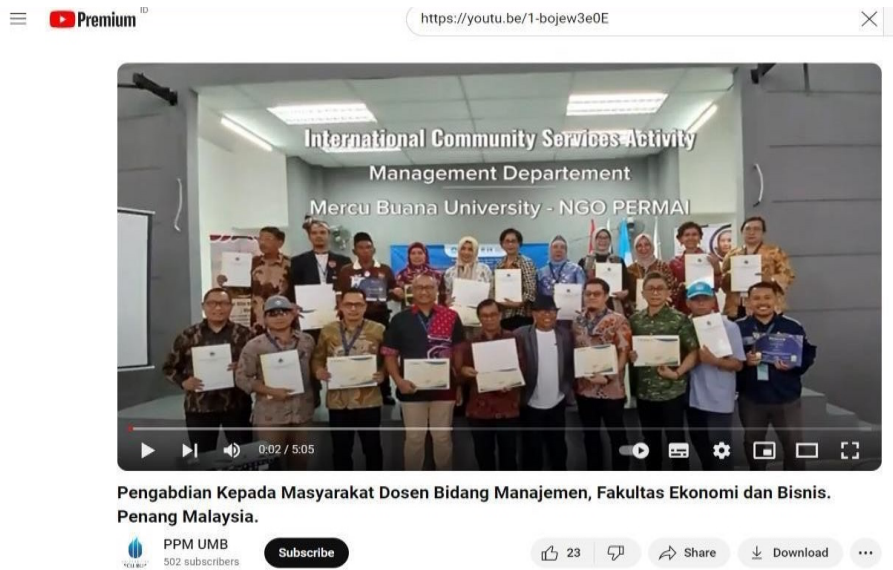 Premium ID
https://youtu.be/1-bojew3e0E
International Community Services Activity
Management Departement
Mercu Buana University - NGO PERMAI
0:02 / 5:05
Pengabdian Kepada Masyarakat Dosen Bidang Manajemen, Fakultas Ekonomi dan Bisnis.
Penang Malaysia.
PPM UMB
502 subscribers
Subscribe
23
Share
Download